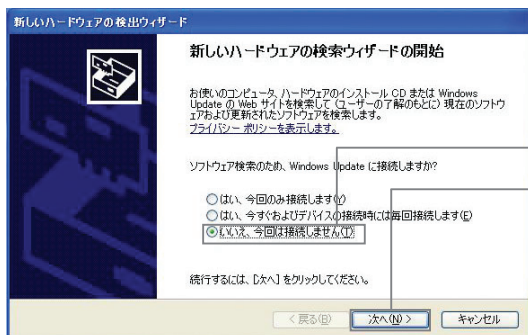 新しいハードウェアの検出ウィザード
新しいハードウェアの検索ウィザードの開始
お使いのコンピュータ、ハードウェアのインストール CD または Windows
Update の Web サイトを検索して (ユーザーの了解のもとに) 現在のソフトウ
ェアおよび更新されたソフトウェアを検索します。
プライバシー ポリシーを表示します。
ソフトウェア検索のため、Windows Update に接続しますか?
はい、今回のみ接続します(Y)
はい、今すぐおよびデバイスの接続時には毎回接続します(E)
いいえ、今回は接続しません(T)
続行するには、[次へ] をクリックしてください。
< 戻る(B)
次へ(N) >
キャンセル